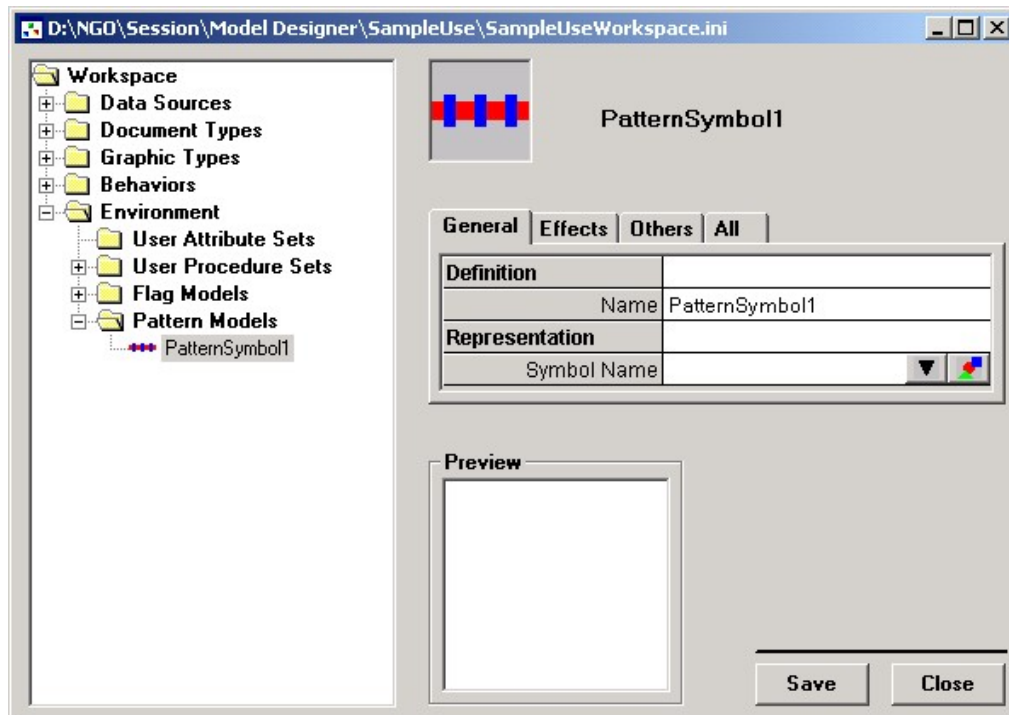 D:\NGO\Session\Model Designer\SampleUse\SampleUseWorkspace.ini
Workspace
Data Sources
Document Types
Graphic Types
Behaviors
Environment
User Attribute Sets
User Procedure Sets
Flag Models
Pattern Models
PatternSymbol1
PatternSymbol1
General Effects Others All
Definition
Name PatternSymbol1
Representation
Symbol Name
Preview
Save Close